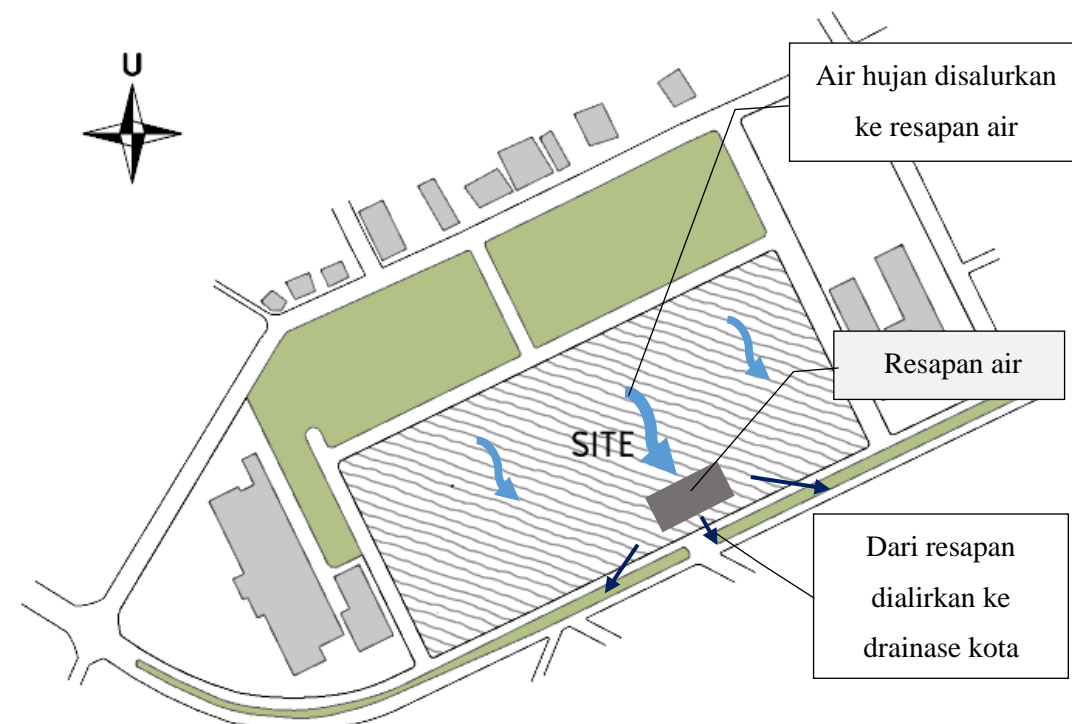 U
Air hujan disalurkan
ke resapan air
Resapan air
SITE
Dari resapan
dialirkan ke
drainase kota